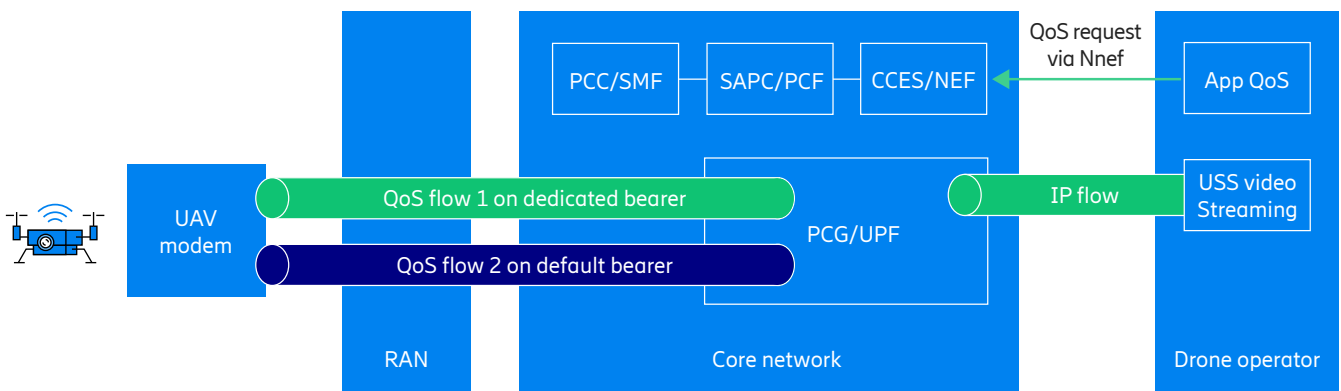 QoS request
via Nnef
PCC/SMF
SAPC/PCF
CCES/NEF
App QoS
UAV
modem
QoS flow 1 on dedicated bearer
QoS flow 2 on default bearer
PCG/UPF
IP flow
USS video
Streaming
RAN
Core network
Drone operator